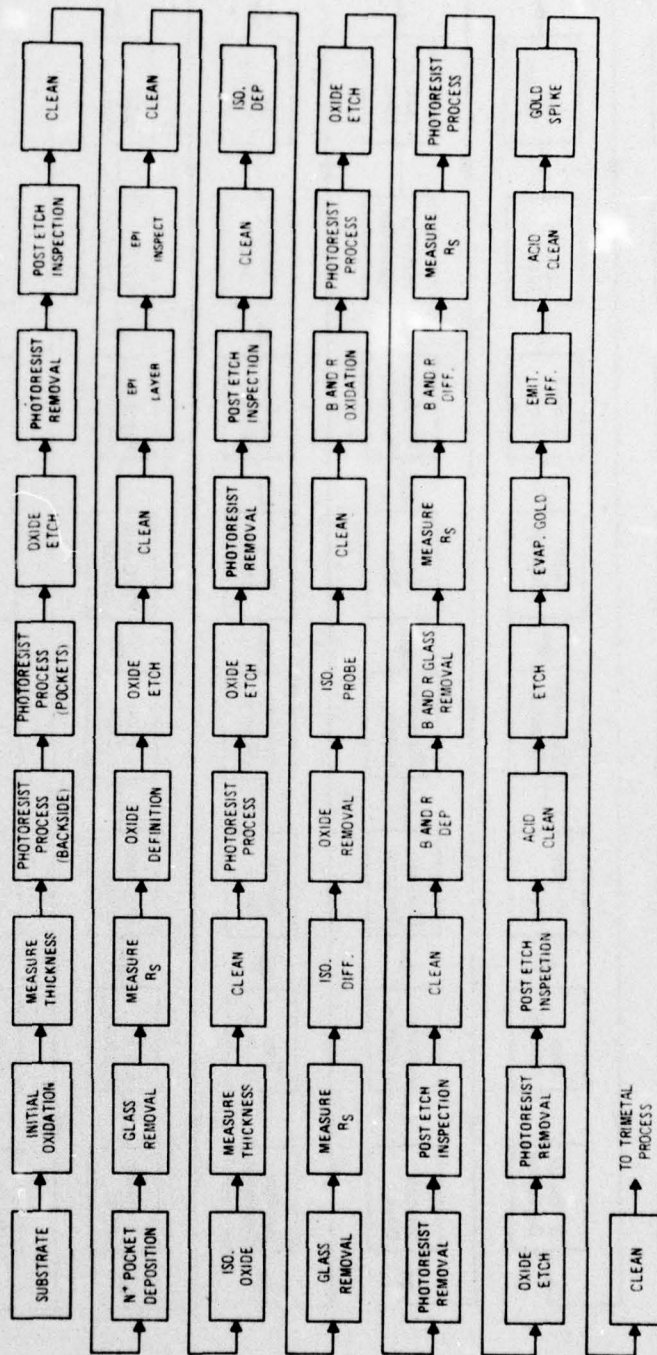 SUBSTRATE
INITIAL
OXIDATION
MEASURE
THICKNESS
PHOTORESIST
PROCESS
(BACKSIDE)
PHOTORESIST
PROCESS
(POCKETS)
OXIDE
ETCH
PHOTORESIST
REMOVAL
POST ETCH
INSPECTION
CLEAN
N+ POCKET
DEPOSITION
GLASS
REMOVAL
MEASURE
RS
OXIDE
DEFINITION
OXIDE
ETCH
CLEAN
EPI
LAYER
EPI
INSPECT
CLEAN
ISO.
OXIDE
MEASURE
THICKNESS
CLEAN
PHOTORESIST
PROCESS
OXIDE
ETCH
PHOTORESIST
REMOVAL
POST ETCH
INSPECTION
CLEAN
ISO.
DEP
GLASS
REMOVAL
MEASURE
RS
ISO.
DIFF.
OXIDE
REMOVAL
ISO.
PROBE
CLEAN
B AND R
OXIDATION
PHOTORESIST
PROCESS
OXIDE
ETCH
PHOTORESIST
REMOVAL
POST ETCH
INSPECTION
CLEAN
B AND R
DEP
B AND R GLASS
REMOVAL
MEASURE
RS
B AND R
DIFF.
MEASURE
RS
PHOTORESIST
PROCESS
OXIDE
ETCH
PHOTORESIST
REMOVAL
POST ETCH
INSPECTION
ACID
CLEAN
ETCH
EVAP. GOLD
EMIT.
DIFF.
ACID
CLEAN
GOLD
SPIKE
CLEAN
TO TRIMETAL
PROCESS